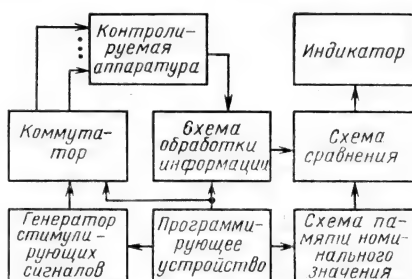 Контроли-
руемая
аппаратура
Индикатор
Коммута-
тор
Схема
обработки
информации
Схема
сравнения
Генератор
стимули-
рующих
сигналов
Программи-
рующее
устройство
Схема па-
мяти номи-
нального
значения